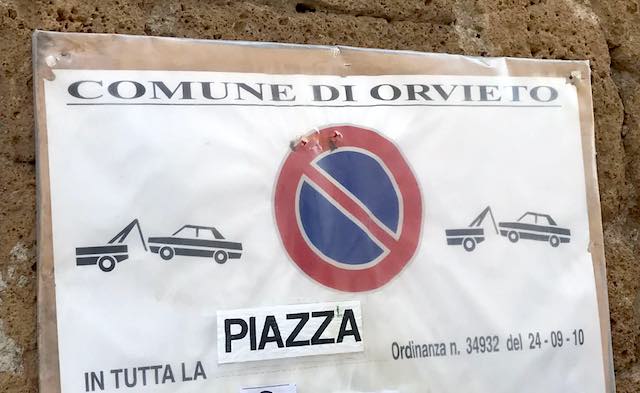 COMUNE DI ORVIETO
PIAZZA
Ordinanza n. 34932 del 24-09-10
IN TUTTA LA